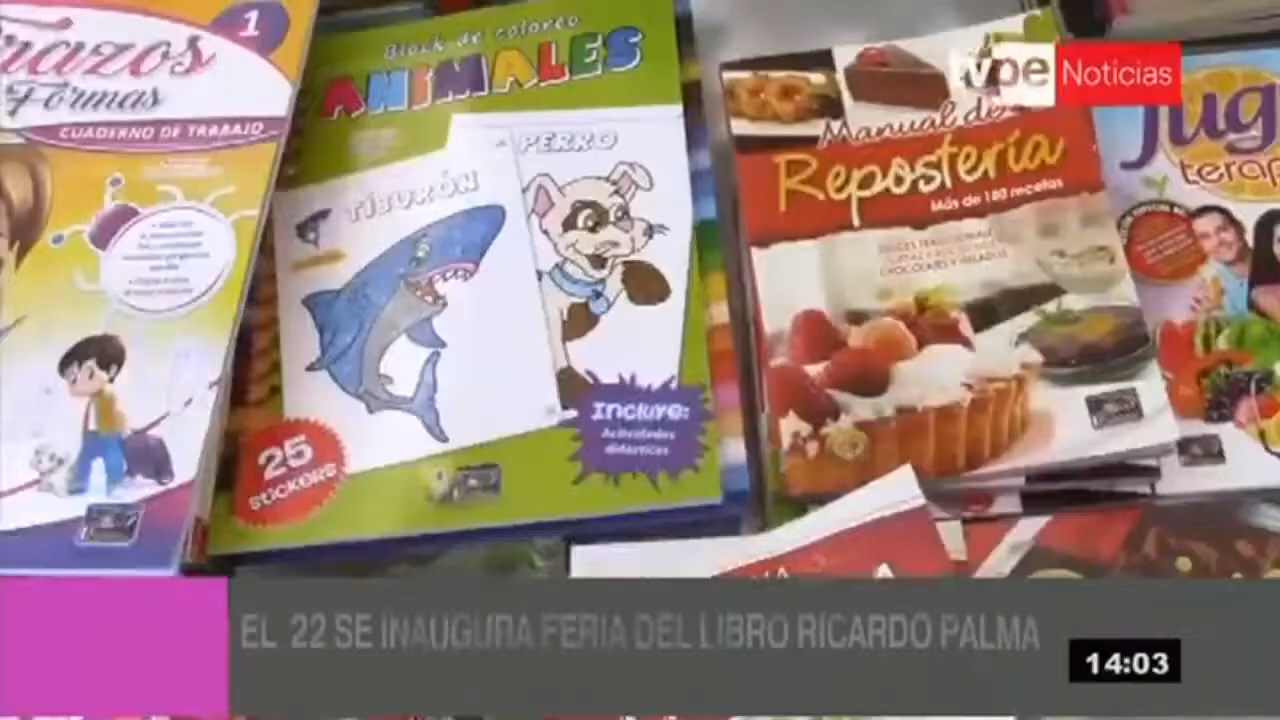 Trazos
Formas
1
CUADERNO DE TRABAJO
Block de coloreo
ANIMALES
TIBURÓN
PERRO
25
STICKERS
Incluye:
Actividades
didácticas
Manual de
Repostería
Más de 180 recetas
CHOCOLATES Y HELADOS
Jug
terap
tvpe Noticias
EL 22 SE INAUGURA FERIA DEL LIBRO RICARDO PALMA
14:03